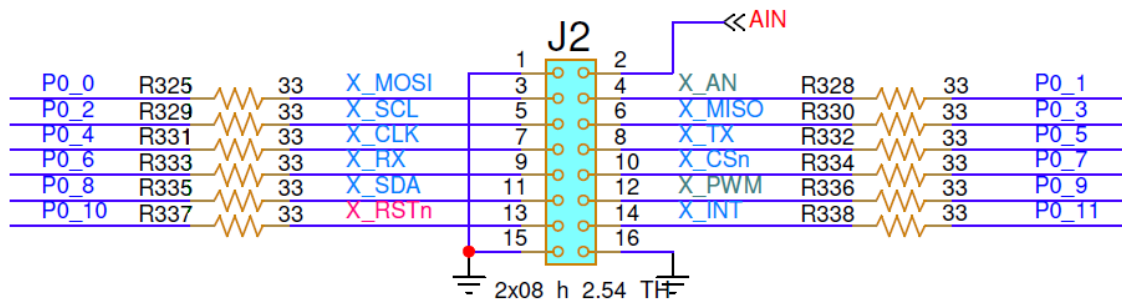 AIN
J2
1 2
P0_0 R325 33 X_MOSI 3 4 X_AN R328 33 P0_1
P0_2 R329 33 X_SCL 5 6 X_MISO R330 33 P0_3
P0_4 R331 33 X_CLK 7 8 X_TX R332 33 P0_5
P0_6 R333 33 X_RX 9 10 X_CSn R334 33 P0_7
P0_8 R335 33 X_SDA 11 12 X_PWM R336 33 P0_9
P0_10 R337 33 X_RSTn 13 14 X_INT R338 33 P0_11
15 16
2x08 h 2.54 TH